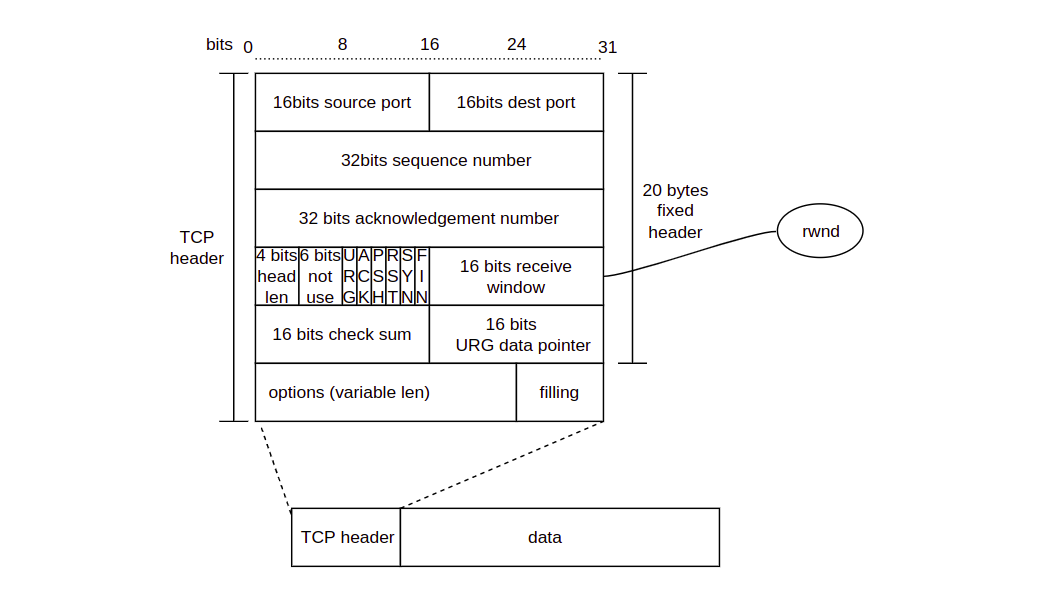 bits 0 8 16 24 31
16bits source port 16bits dest port
32bits sequence number
32 bits acknowledgement number
20 bytes
fixed
header
rwnd
TCP
header
4 bits
head
len
6 bits
not
use
URG
ACK
PSH
RST
SYN
FIN
16 bits receive
window
16 bits check sum
16 bits
URG data pointer
options (variable len)
filling
TCP header
data